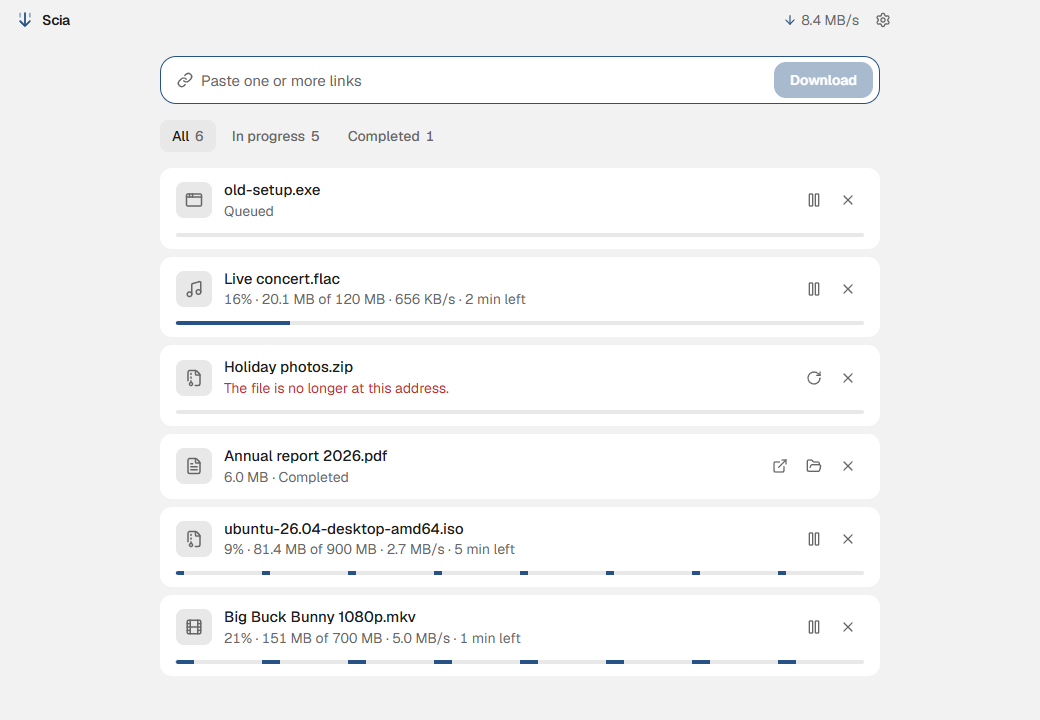 Scia
8.4 MB/s
Paste one or more links
Download
All 6
In progress 5
Completed 1
old-setup.exe
Queued
Live concert.flac
16% · 20.1 MB of 120 MB · 656 KB/s · 2 min left
Holiday photos.zip
The file is no longer at this address.
Annual report 2026.pdf
6.0 MB · Completed
ubuntu-26.04-desktop-amd64.iso
9% · 81.4 MB of 900 MB · 2.7 MB/s · 5 min left
Big Buck Bunny 1080p.mkv
21% · 151 MB of 700 MB · 5.0 MB/s · 1 min left